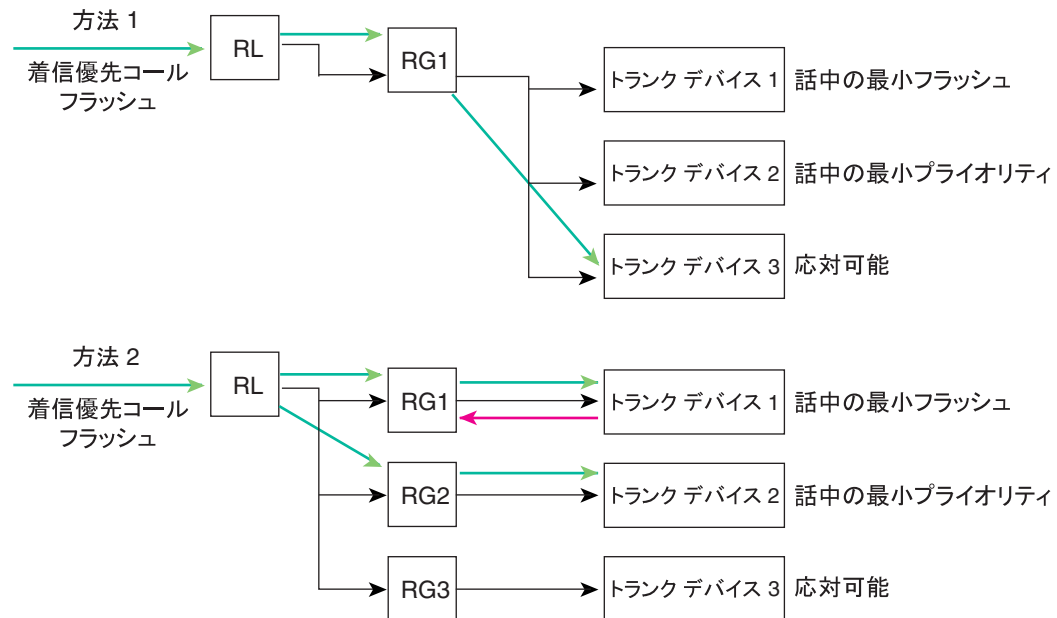 方法 1
着信優先コール
フラッシュ
RL
RG1
トランク デバイス 1
話中の最小フラッシュ
トランク デバイス 2
話中の最小プライオリティ
トランク デバイス 3
応対可能
方法 2
着信優先コール
フラッシュ
RL
RG1
トランク デバイス 1
話中の最小フラッシュ
RG2
トランク デバイス 2
話中の最小プライオリティ
RG3
トランク デバイス 3
応対可能